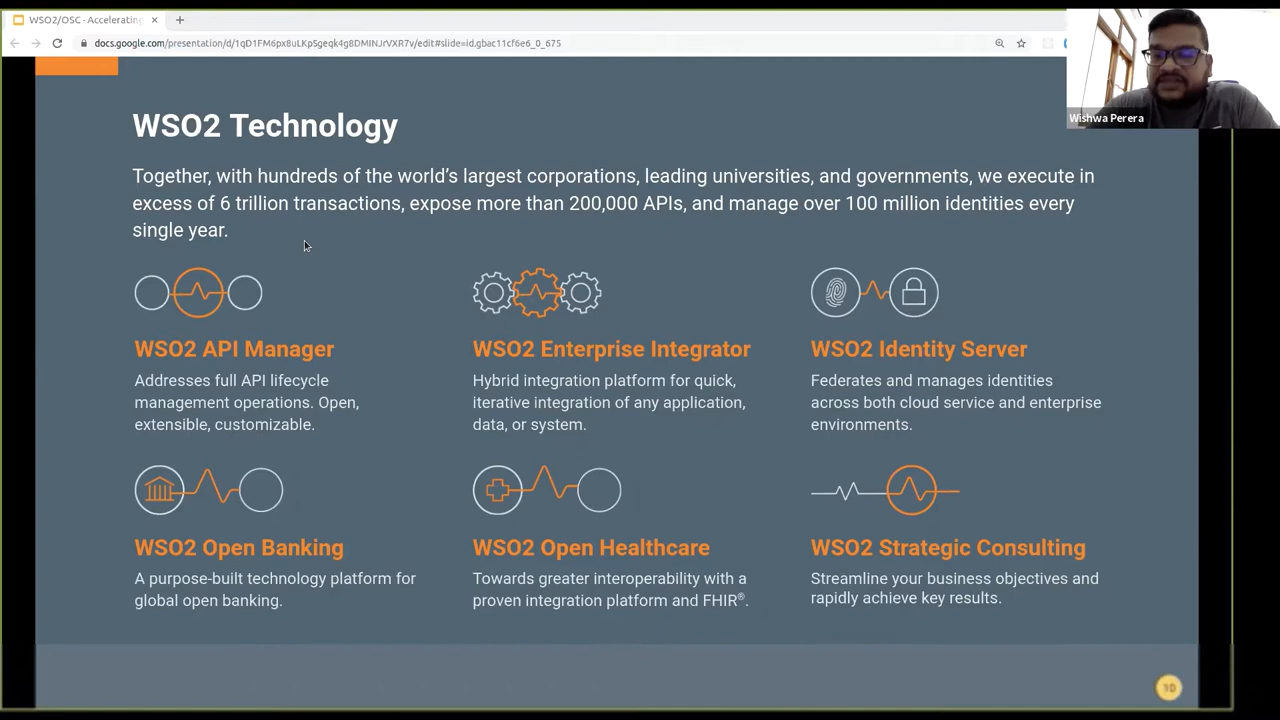 WSO2/OSC - Accelerating
docs.google.com/presentation/d/1qD1FM6px8uLKpSgeqk4g8DMINJrVXR7v/edit#slide=id.gbac11cf6e6_0_675
Wishwa Perera
WSO2 Technology
Together, with hundreds of the world’s largest corporations, leading universities, and governments, we execute in
excess of 6 trillion transactions, expose more than 200,000 APIs, and manage over 100 million identities every
single year.
WSO2 API Manager
Addresses full API lifecycle
management operations. Open,
extensible, customizable.
WSO2 Enterprise Integrator
Hybrid integration platform for quick,
iterative integration of any application,
data, or system.
WSO2 Identity Server
Federates and manages identities
across both cloud service and enterprise
environments.
WSO2 Open Banking
A purpose-built technology platform for
global open banking.
WSO2 Open Healthcare
Towards greater interoperability with a
proven integration platform and FHIR®.
WSO2 Strategic Consulting
Streamline your business objectives and
rapidly achieve key results.